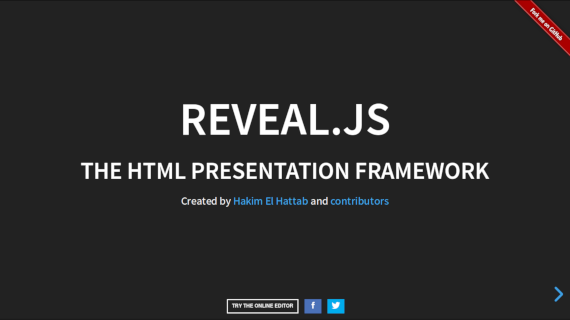 Fork me on GitHub
REVEAL.JS
THE HTML PRESENTATION FRAMEWORK
Created by Hakim El Hattab and contributors
TRY THE ONLINE EDITOR